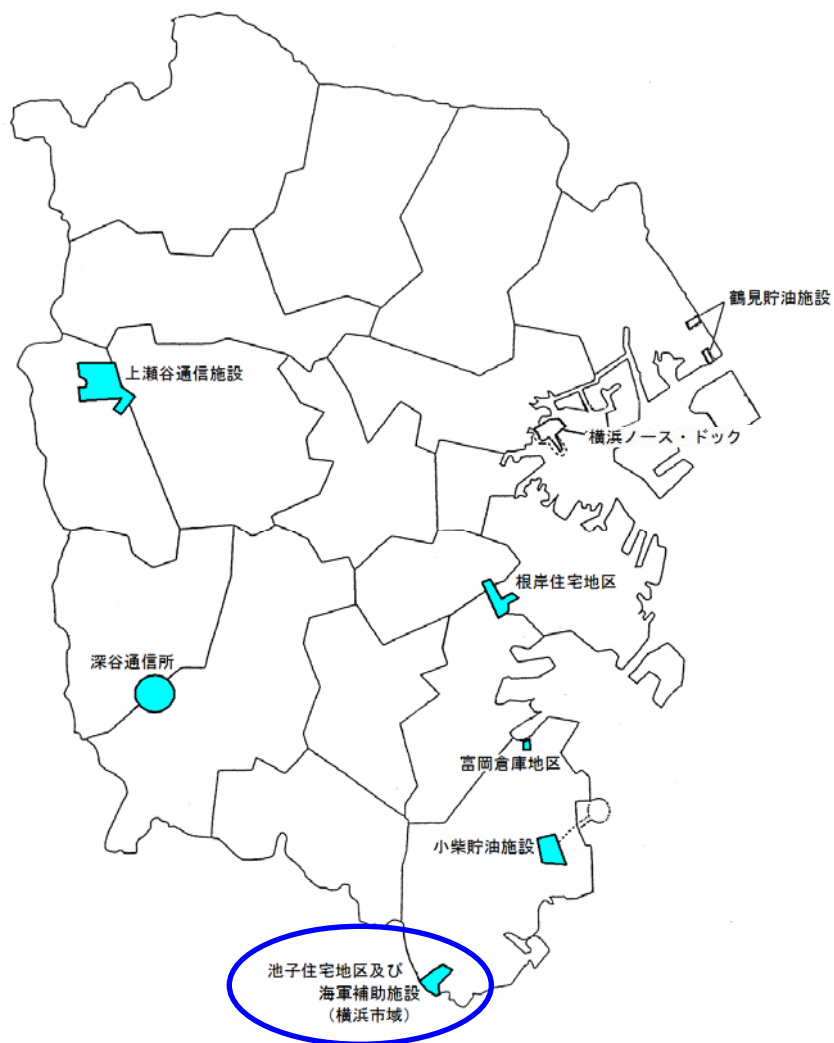 鶴見貯油施設
上瀬谷通信施設
横浜ノース・ドック
根岸住宅地区
深谷通信所
富岡倉庫地区
小柴貯油施設
池子住宅地区及び
海軍補助施設
（横浜市域）